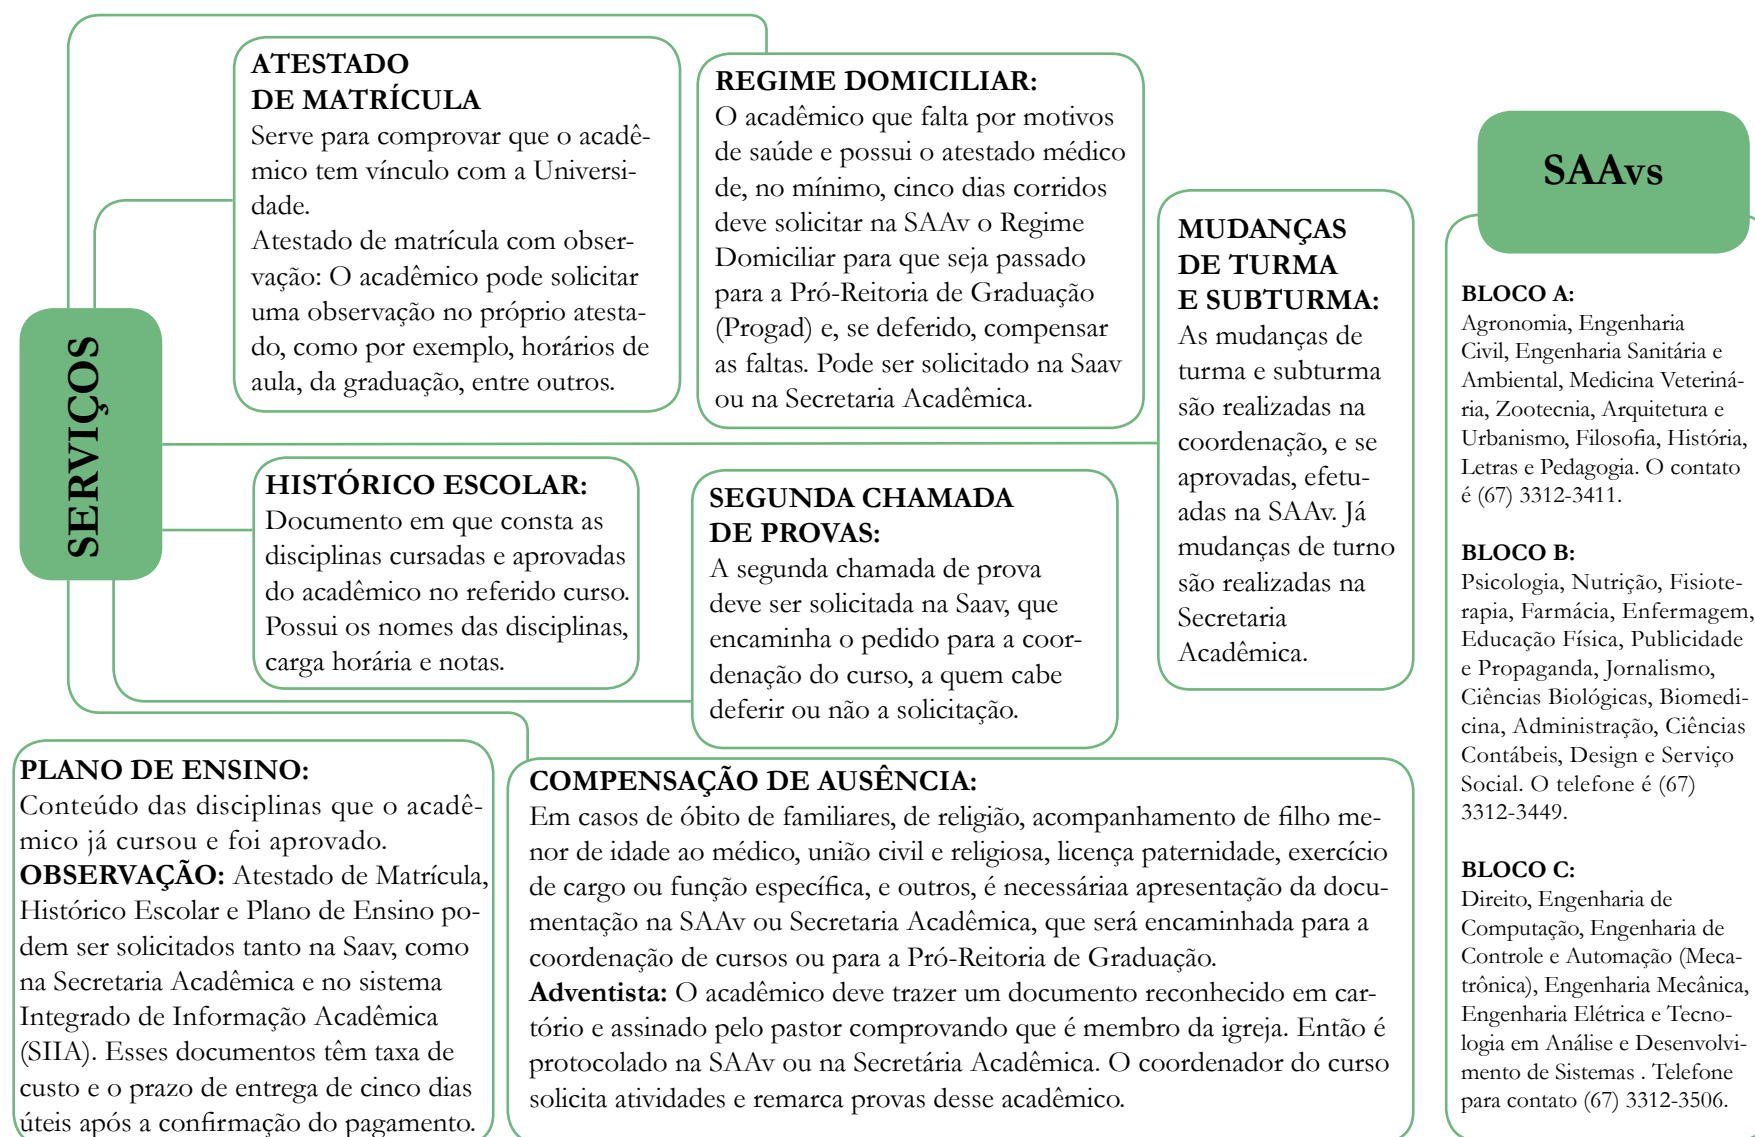 SERVIÇOS
ATESTADO
DE MATRÍCULA
Serve para comprovar que o acadê-
mico tem vínculo com a Universi-
dade.
Atestado de matrícula com obser-
vação: O acadêmico pode solicitar
uma observação no próprio atesta-
do, como por exemplo, horários de
aula, da graduação, entre outros.
REGIME DOMICILIAR:
O acadêmico que falta por motivos
de saúde e possui o atestado médico
de, no mínimo, cinco dias corridos
deve solicitar na SAAv o Regime
Domiciliar para que seja passado
para a Pró-Reitoria de Graduação
(Progad) e, se deferido, compensar
as faltas. Pode ser solicitado na Saav
ou na Secretaria Acadêmica.
MUDANÇAS
DE TURMA
E SUBTURMA:
As mudanças de
turma e subturma
são realizadas na
coordenação, e se
aprovadas, efetu-
adas na SAAv. Já
mudanças de turno
são realizadas na
Secretaria
Acadêmica.
HISTÓRICO ESCOLAR:
Documento em que consta as
disciplinas cursadas e aprovadas
do acadêmico no referido curso.
Possui os nomes das disciplinas,
carga horária e notas.
SEGUNDA CHAMADA
DE PROVAS:
A segunda chamada de prova
deve ser solicitada na Saav, que
encaminha o pedido para a coor-
denação do curso, a quem cabe
deferir ou não a solicitação.
PLANO DE ENSINO:
Conteúdo das disciplinas que o acadê-
mico já cursou e foi aprovado.
OBSERVAÇÃO: Atestado de Matrícula,
Histórico Escolar e Plano de Ensino po-
dem ser solicitados tanto na Saav, como
na Secretaria Acadêmica e no sistema
Integrado de Informação Acadêmica
(SIIA). Esses documentos têm taxa de
custo e o prazo de entrega de cinco dias
úteis após a confirmação do pagamento.
COMPENSAÇÃO DE AUSÊNCIA:
Em casos de óbito de familiares, de religião, acompanhamento de filho me-
nor de idade ao médico, união civil e religiosa, licença paternidade, exercício
de cargo ou função específica, e outros, é necessáriaa apresentação da docu-
mentação na SAAv ou Secretaria Acadêmica, que será encaminhada para a
coordenação de cursos ou para a Pró-Reitoria de Graduação.
Adventista: O acadêmico deve trazer um documento reconhecido em car-
tório e assinado pelo pastor comprovando que é membro da igreja. Então é
protocolado na SAAv ou na Secretária Acadêmica. O coordenador do curso
solicita atividades e remarca provas desse acadêmico.
SAAvs
BLOCO A:
Agronomia, Engenharia
Civil, Engenharia Sanitária e
Ambiental, Medicina Veteriná-
ria, Zootecnia, Arquitetura e
Urbanismo, Filosofia, História,
Letras e Pedagogia. O contato
é (67) 3312-3411.
BLOCO B:
Psicologia, Nutrição, Fisiote-
rapia, Farmácia, Enfermagem,
Educação Física, Publicidade
e Propaganda, Jornalismo,
Ciências Biológicas, Biomedi-
cina, Administração, Ciências
Contábeis, Design e Serviço
Social. O telefone é (67)
3312-3449.
BLOCO C:
Direito, Engenharia de
Computação, Engenharia de
Controle e Automação (Meca-
trônica), Engenharia Mecânica,
Engenharia Elétrica e Tecno-
logia em Análise e Desenvolvi-
mento de Sistemas . Telefone
para contato (67) 3312-3506.